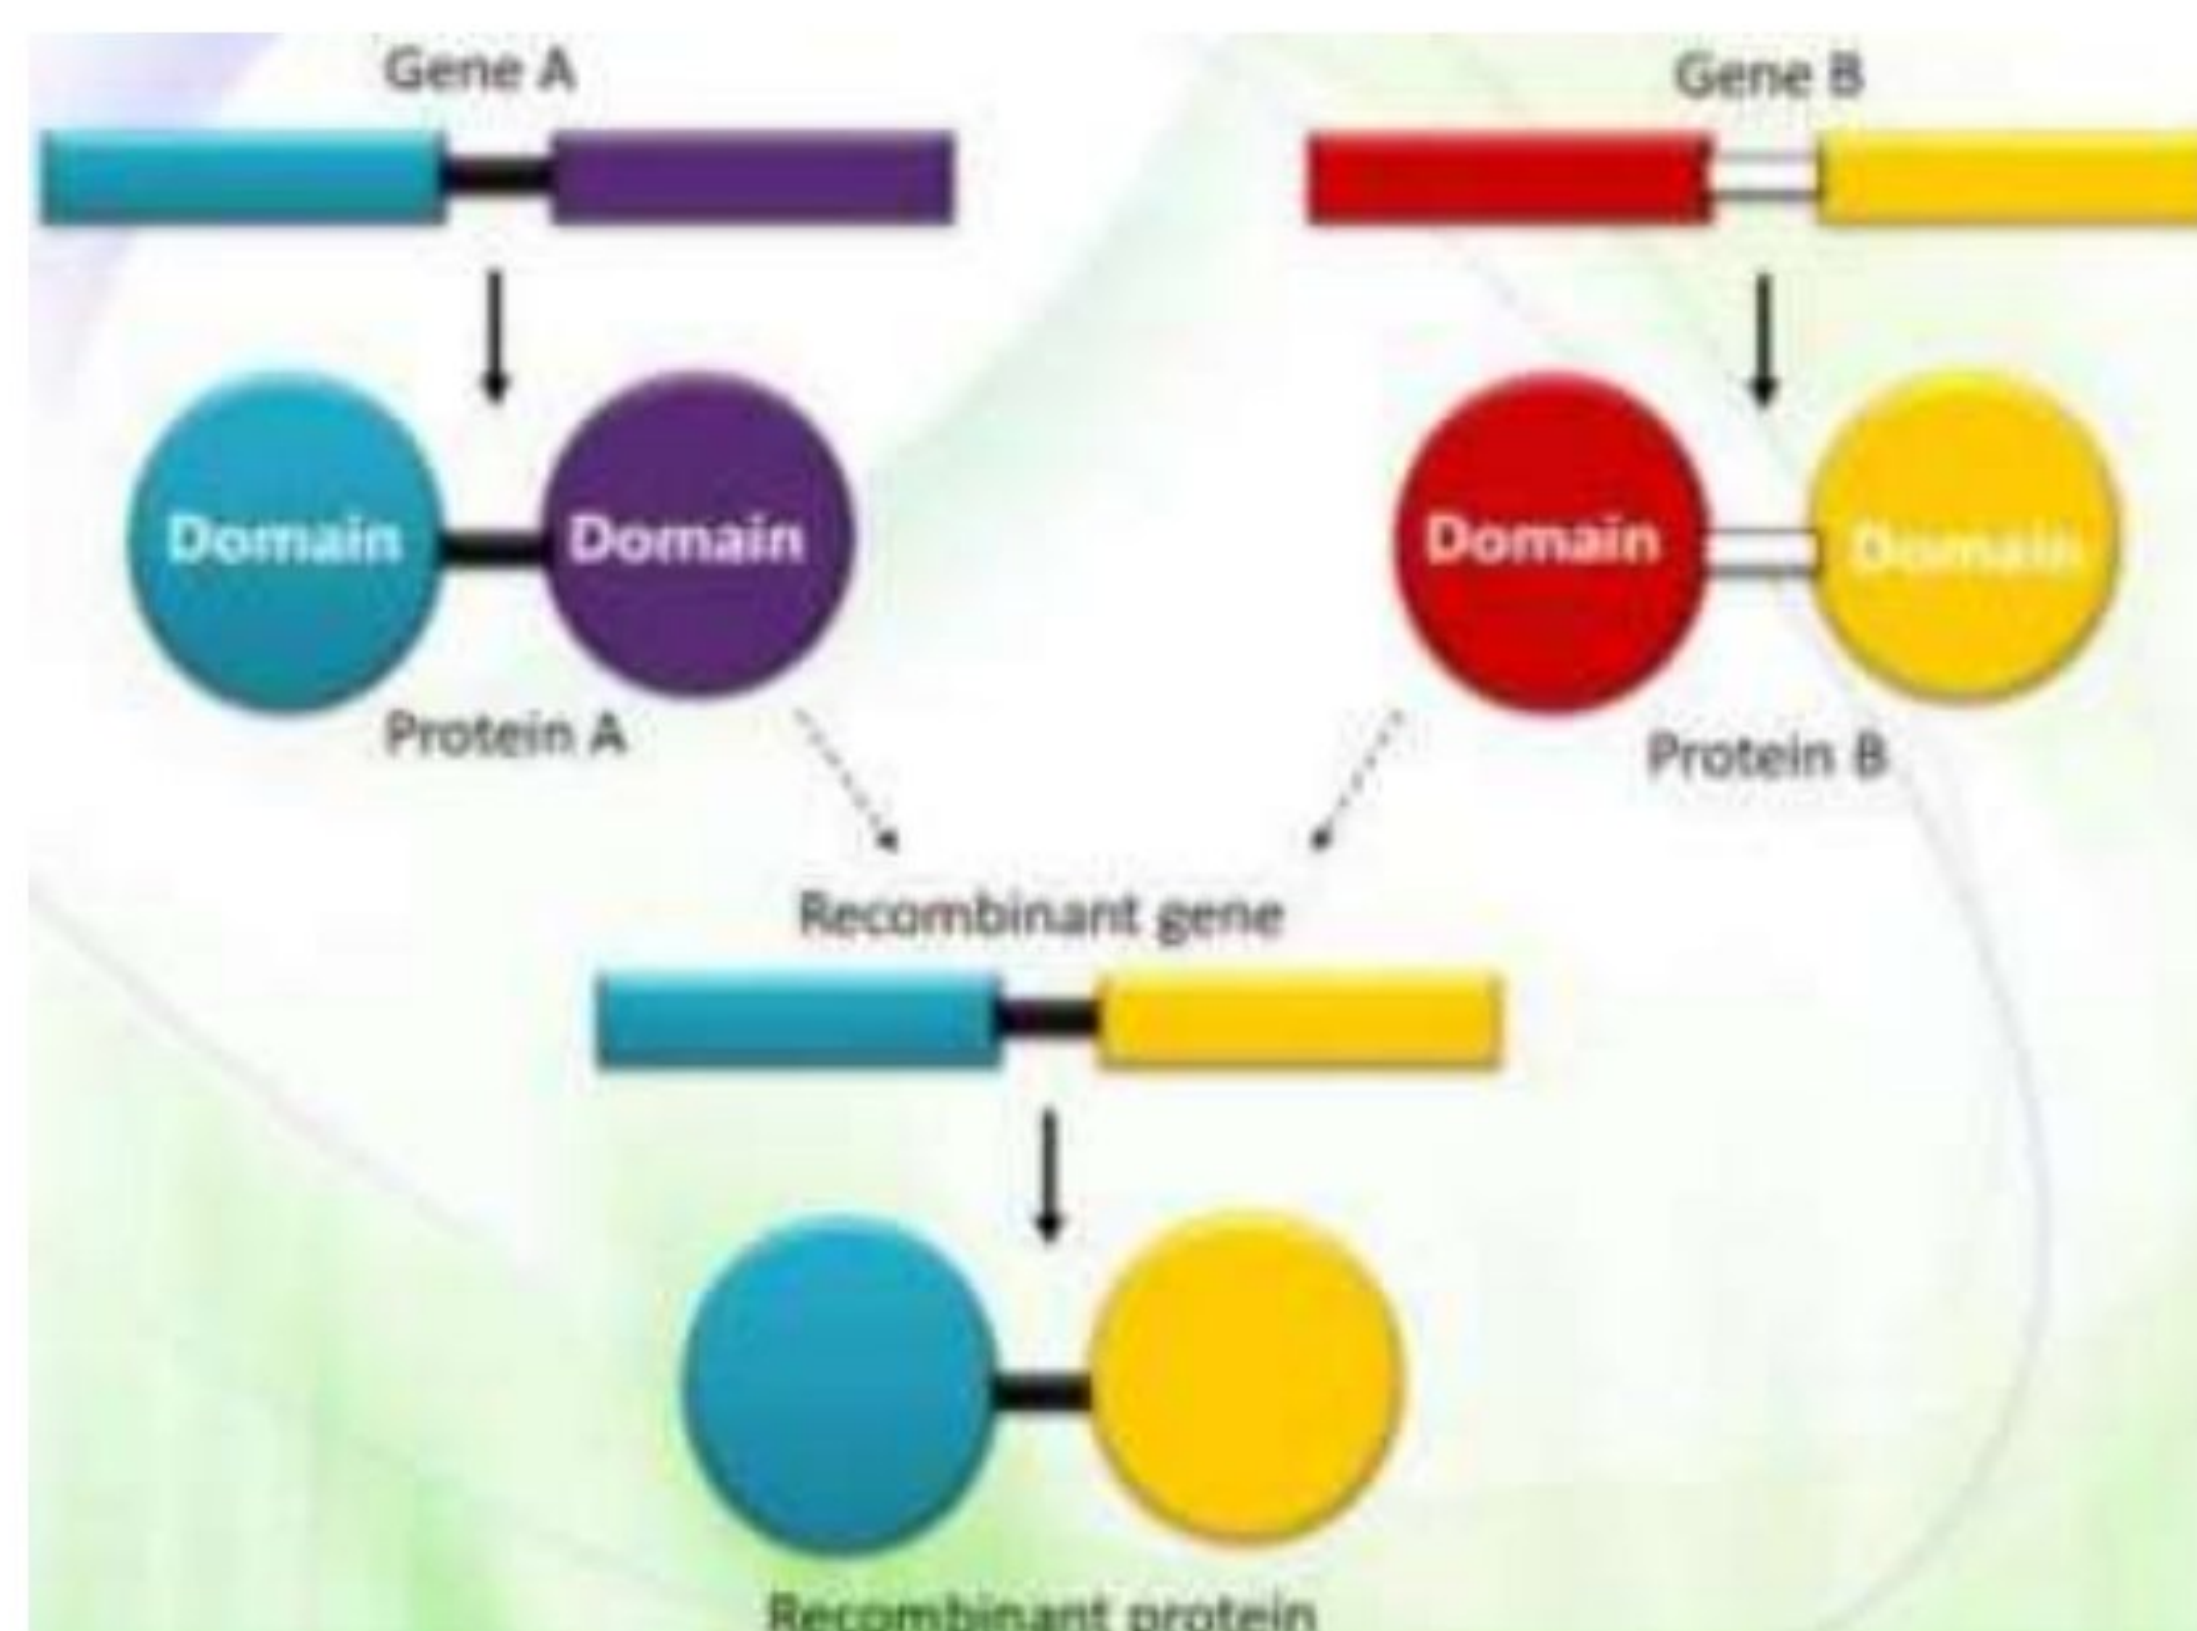 Gene A
Gene B
Domain
Domain
Domain
Domain
Protein A
Protein B
Recombinant gene
Recombinant protein